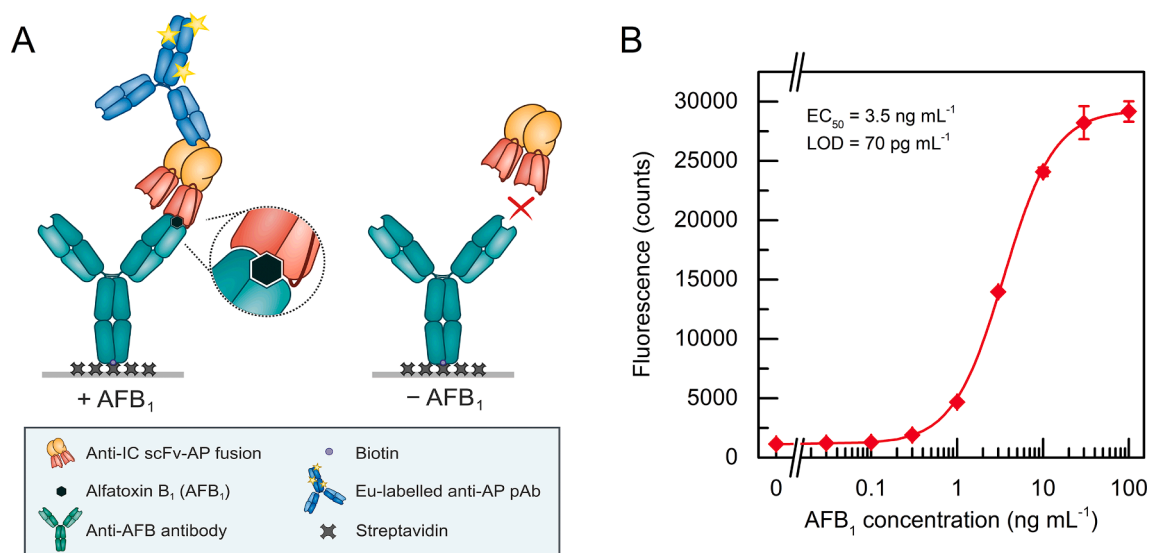 A
+ AFB₁
− AFB₁
Anti-IC scFv-AP fusion
Alfatoxin B₁ (AFB₁)
Anti-AFB antibody
Biotin
Eu-labelled anti-AP pAb
Streptavidin
B
EC₅₀ = 3.5 ng mL⁻¹
LOD = 70 pg mL⁻¹
Fluorescence (counts)
30000
25000
20000
15000
10000
5000
0
0 0.1 1 10 100
AFB₁ concentration (ng mL⁻¹)